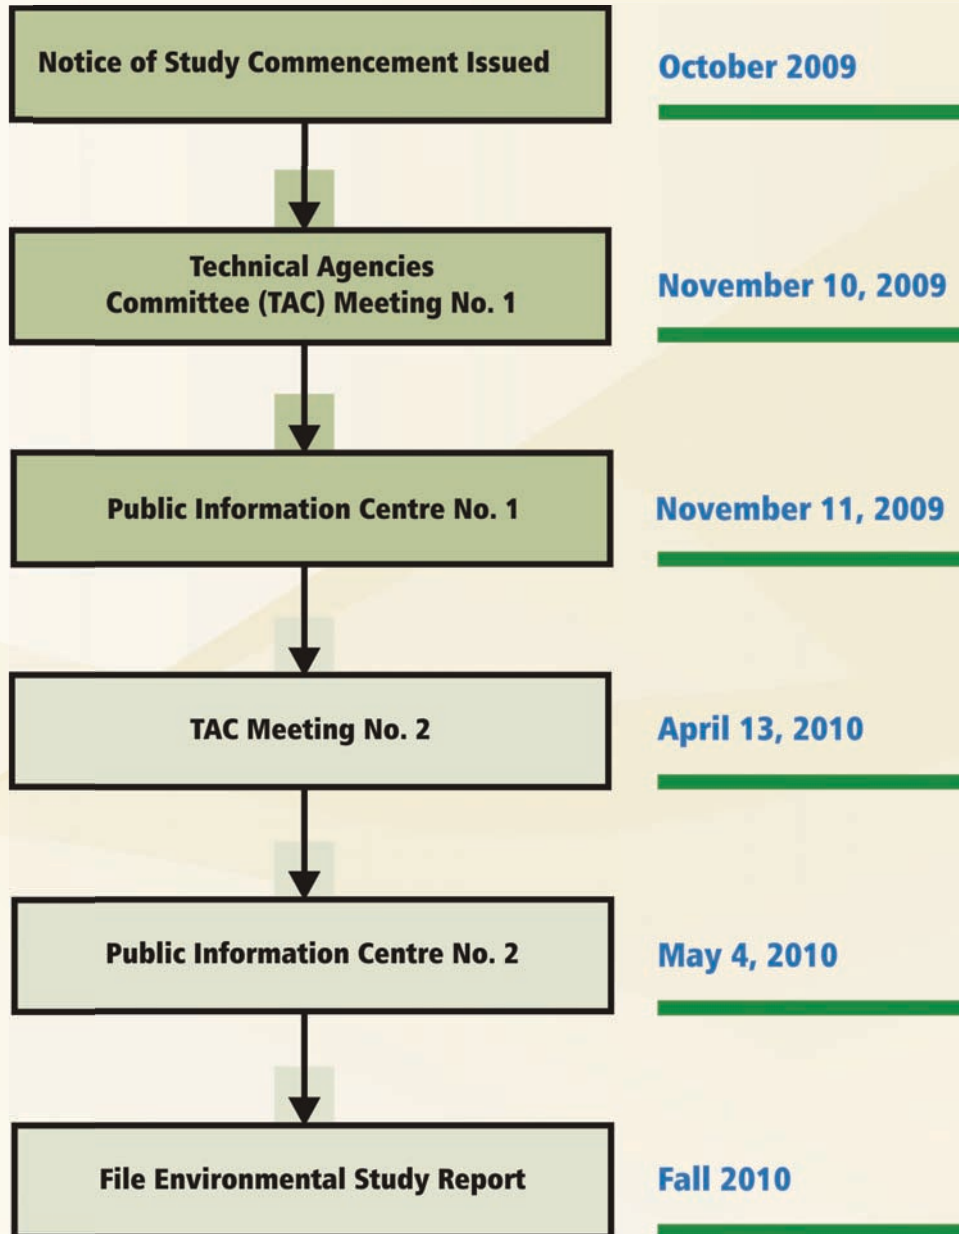 Notice of Study Commencement Issued
October 2009
Technical Agencies
Committee (TAC) Meeting No. 1
November 10, 2009
Public Information Centre No. 1
November 11, 2009
TAC Meeting No. 2
April 13, 2010
Public Information Centre No. 2
May 4, 2010
File Environmental Study Report
Fall 2010